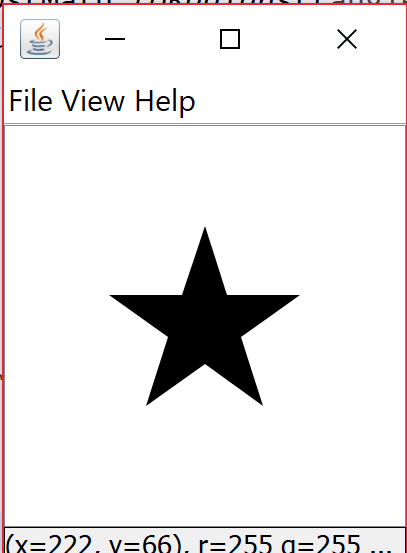 File View Help
(x=222, y=66), r=255 g=255 ...